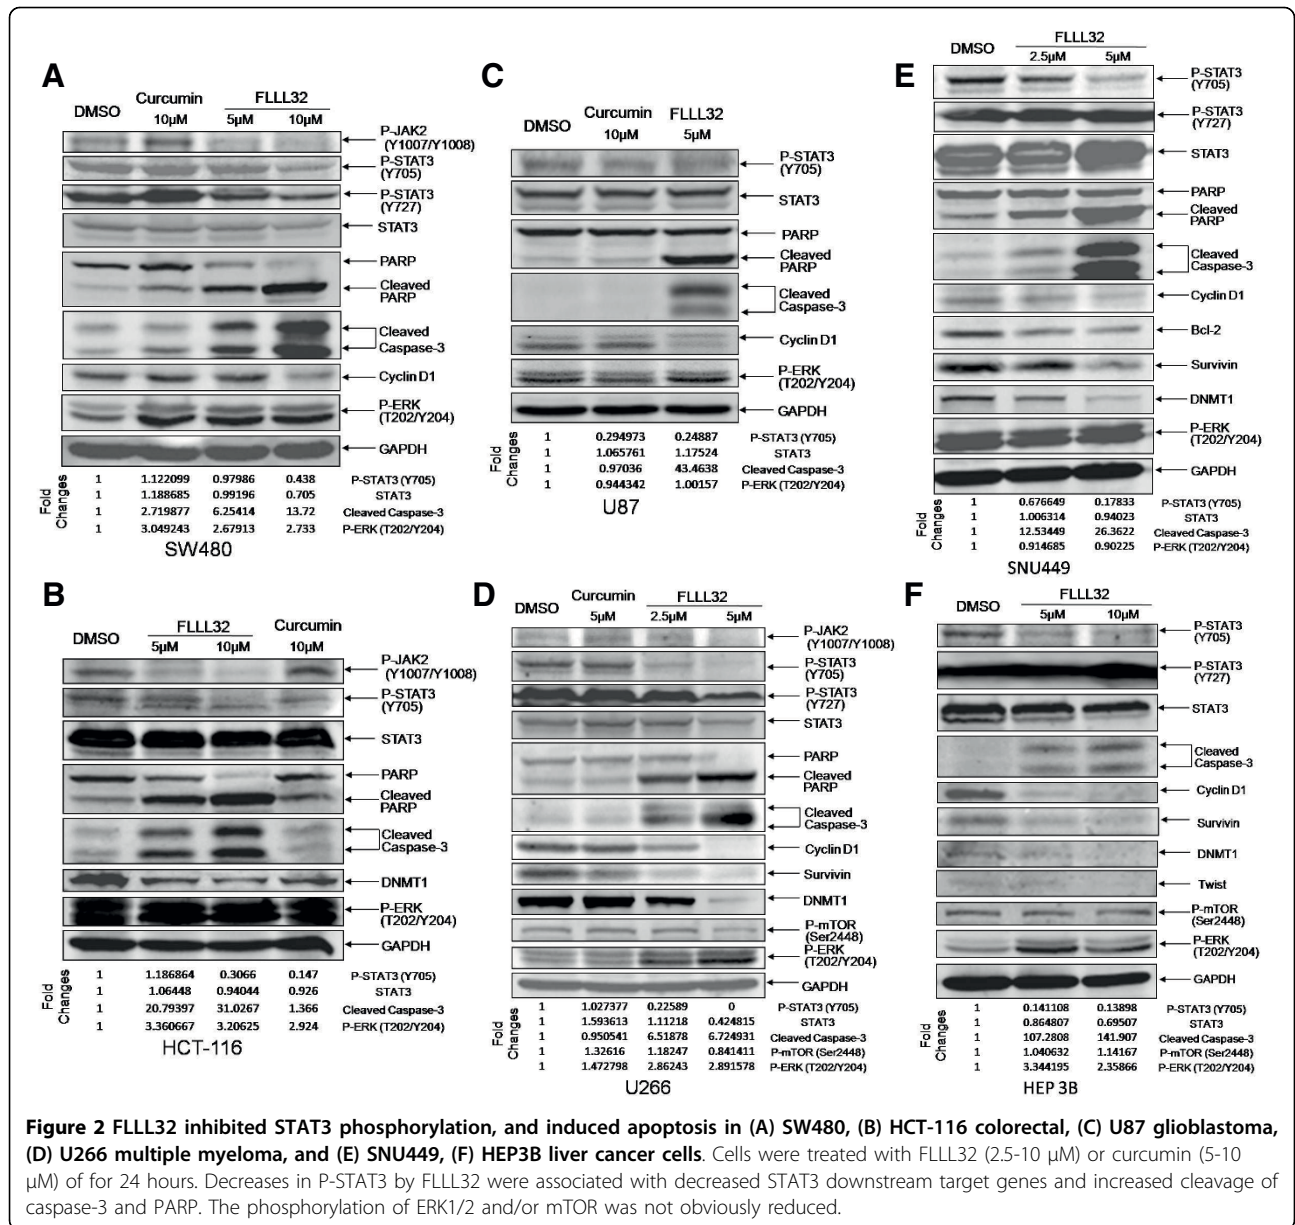 A
DMSO
Curcumin
10µM
FLLL32
5µM 10µM
P-JAK2
(Y1007/Y1008)
P-STAT3
(Y705)
P-STAT3
(Y727)
STAT3
PARP
Cleaved
PARP
Cleaved
Caspase-3
Cyclin D1
P-ERK
(T202/Y204)
GAPDH
Fold
Changes
1 1.122099 0.97986 0.438 P-STAT3 (Y705)
1 1.188685 0.99196 0.705 STAT3
1 2.719877 6.25414 13.72 Cleaved Caspase-3
1 3.049243 2.67913 2.733 P-ERK (T202/Y204)
SW480
B
DMSO
FLLL32
5µM 10µM
Curcumin
10µM
P-JAK2
(Y1007/Y1008)
P-STAT3
(Y705)
STAT3
PARP
Cleaved
PARP
Cleaved
Caspase-3
DNMT1
P-ERK
(T202/Y204)
GAPDH
Fold
Changes
1 1.186864 0.3066 0.147 P-STAT3 (Y705)
1 1.06448 0.94044 0.926 STAT3
1 20.79397 31.0267 1.366 Cleaved Caspase-3
1 3.360667 3.20625 2.924 P-ERK (T202/Y204)
HCT-116
C
DMSO
Curcumin
10µM
FLLL32
5µM
P-STAT3
(Y705)
STAT3
PARP
Cleaved
PARP
Cleaved
Caspase-3
Cyclin D1
P-ERK
(T202/Y204)
GAPDH
Fold
Changes
1 0.294973 0.24887 P-STAT3 (Y705)
1 1.065761 1.17524 STAT3
1 0.97036 43.4638 Cleaved Caspase-3
1 0.944342 1.00157 P-ERK (T202/Y204)
U87
D
DMSO
Curcumin
5µM
FLLL32
2.5µM 5µM
P-JAK2
(Y1007/Y1008)
P-STAT3
(Y705)
P-STAT3
(Y727)
STAT3
PARP
Cleaved
PARP
Cleaved
Caspase-3
Cyclin D1
Survivin
DNMT1
P-mTOR
(Ser2448)
P-ERK
(T202/Y204)
GAPDH
Fold
Changes
1 1.027377 0.22589 0 P-STAT3 (Y705)
1 1.593613 1.11218 0.424815 STAT3
1 0.950541 6.51878 6.724931 Cleaved Caspase-3
1 1.32616 1.18247 0.841411 P-mTOR (Ser2448)
1 1.472798 2.86243 2.891578 P-ERK (T202/Y204)
U266
E
DMSO
FLLL32
2.5µM 5µM
P-STAT3
(Y705)
P-STAT3
(Y727)
STAT3
PARP
Cleaved
PARP
Cleaved
Caspase-3
Cyclin D1
Bcl-2
Survivin
DNMT1
P-ERK
(T202/Y204)
GAPDH
Fold
Changes
1 0.676649 0.17833 P-STAT3 (Y705)
1 1.006314 0.94023 STAT3
1 12.53449 26.3622 Cleaved Caspase-3
1 0.914685 0.90225 P-ERK (T202/Y204)
SNU449
F
DMSO
FLLL32
5µM 10µM
P-STAT3
(Y705)
P-STAT3
(Y727)
STAT3
Cleaved
Caspase-3
Cyclin D1
Survivin
DNMT1
Twist
P-mTOR
(Ser2448)
P-ERK
(T202/Y204)
GAPDH
Fold
Changes
1 0.141108 0.13898 P-STAT3 (Y705)
1 0.864807 0.69507 STAT3
1 107.2808 141.907 Cleaved Caspase-3
1 1.040632 1.14167 P-mTOR (Ser2448)
1 3.344195 2.35866 P-ERK (T202/Y204)
HEP 3B
Figure 2 FLLL32 inhibited STAT3 phosphorylation, and induced apoptosis in (A) SW480, (B) HCT-116 colorectal, (C) U87 glioblastoma,
(D) U266 multiple myeloma, and (E) SNU449, (F) HEP3B liver cancer cells. Cells were treated with FLLL32 (2.5-10 µM) or curcumin (5-10
µM) of for 24 hours. Decreases in P-STAT3 by FLLL32 were associated with decreased STAT3 downstream target genes and increased cleavage of
caspase-3 and PARP. The phosphorylation of ERK1/2 and/or mTOR was not obviously reduced.